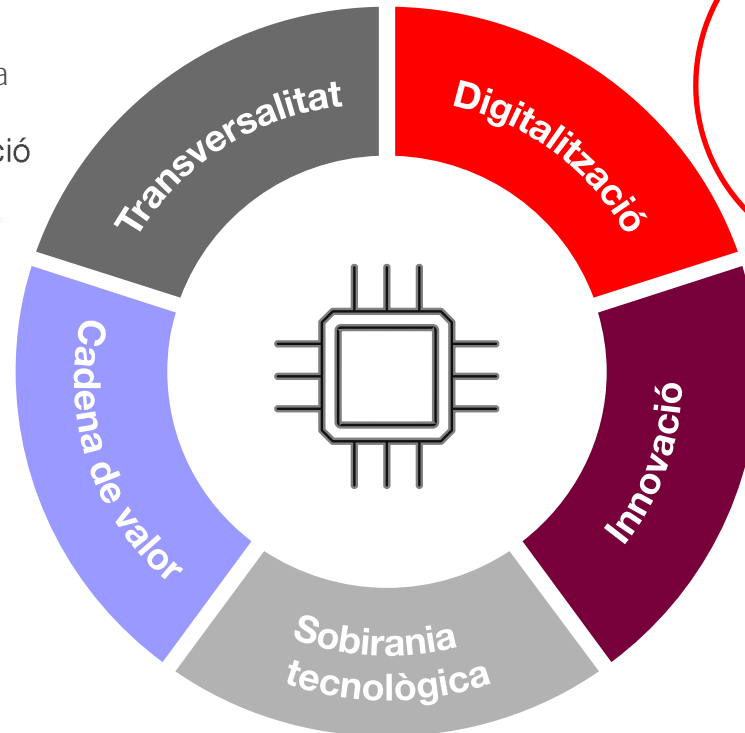 Transversalitat
Digitalització
Innovació
Sobirania
tecnològica
Cadena de valor